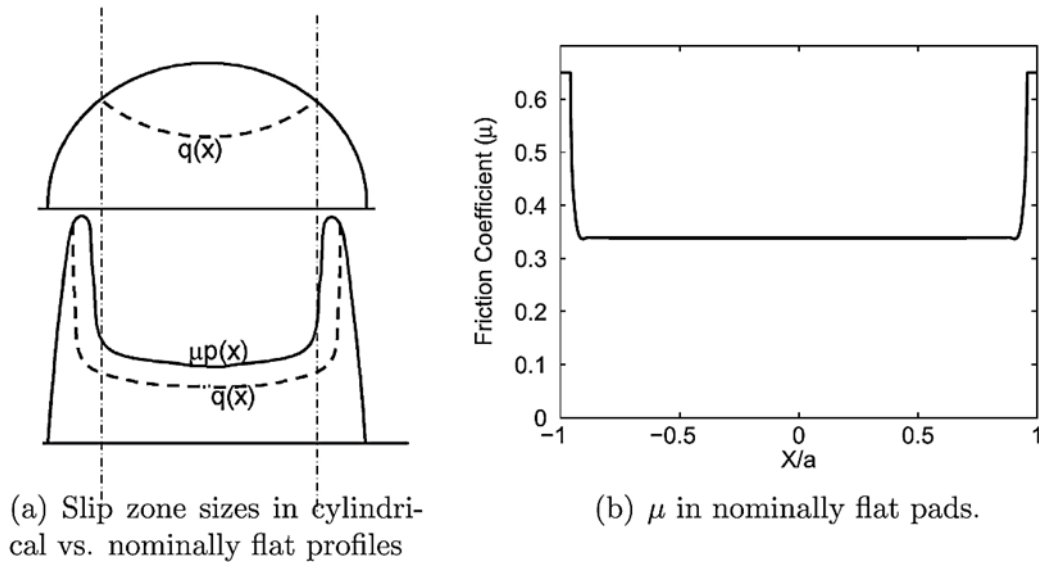 q(x)
μp(x)
q(x)
(a) Slip zone sizes in cylindri-
cal vs. nominally flat profiles
Friction Coefficient (μ)
0.6
0.5
0.4
0.3
0.2
0.1
0
−1
−0.5
0
0.5
1
X/a
(b) μ in nominally flat pads.